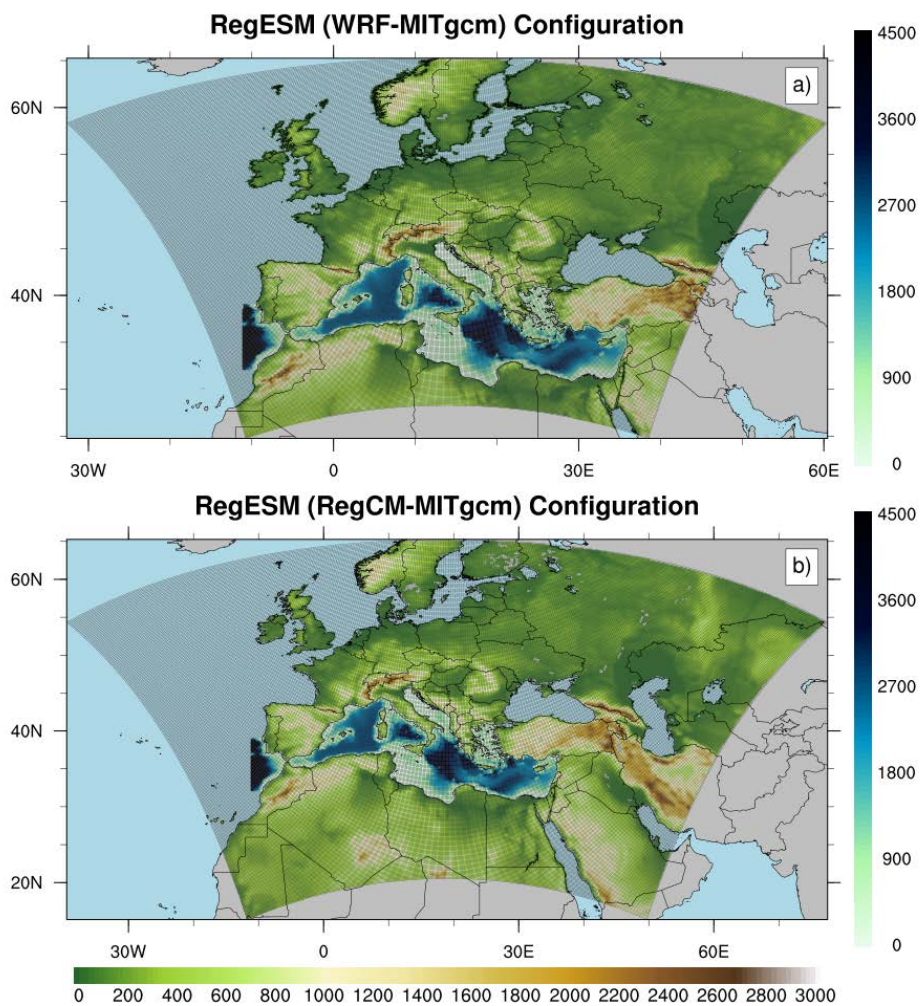 RegESM (WRF-MITgcm) Configuration
a)
60N
40N
30W 0 30E 60E
4500
3600
2700
1800
900
0
RegESM (RegCM-MITgcm) Configuration
b)
60N
40N
20N
30W 0 30E 60E
4500
3600
2700
1800
900
0
0 200 400 600 800 1000 1200 1400 1600 1800 2000 2200 2400 2600 2800 3000